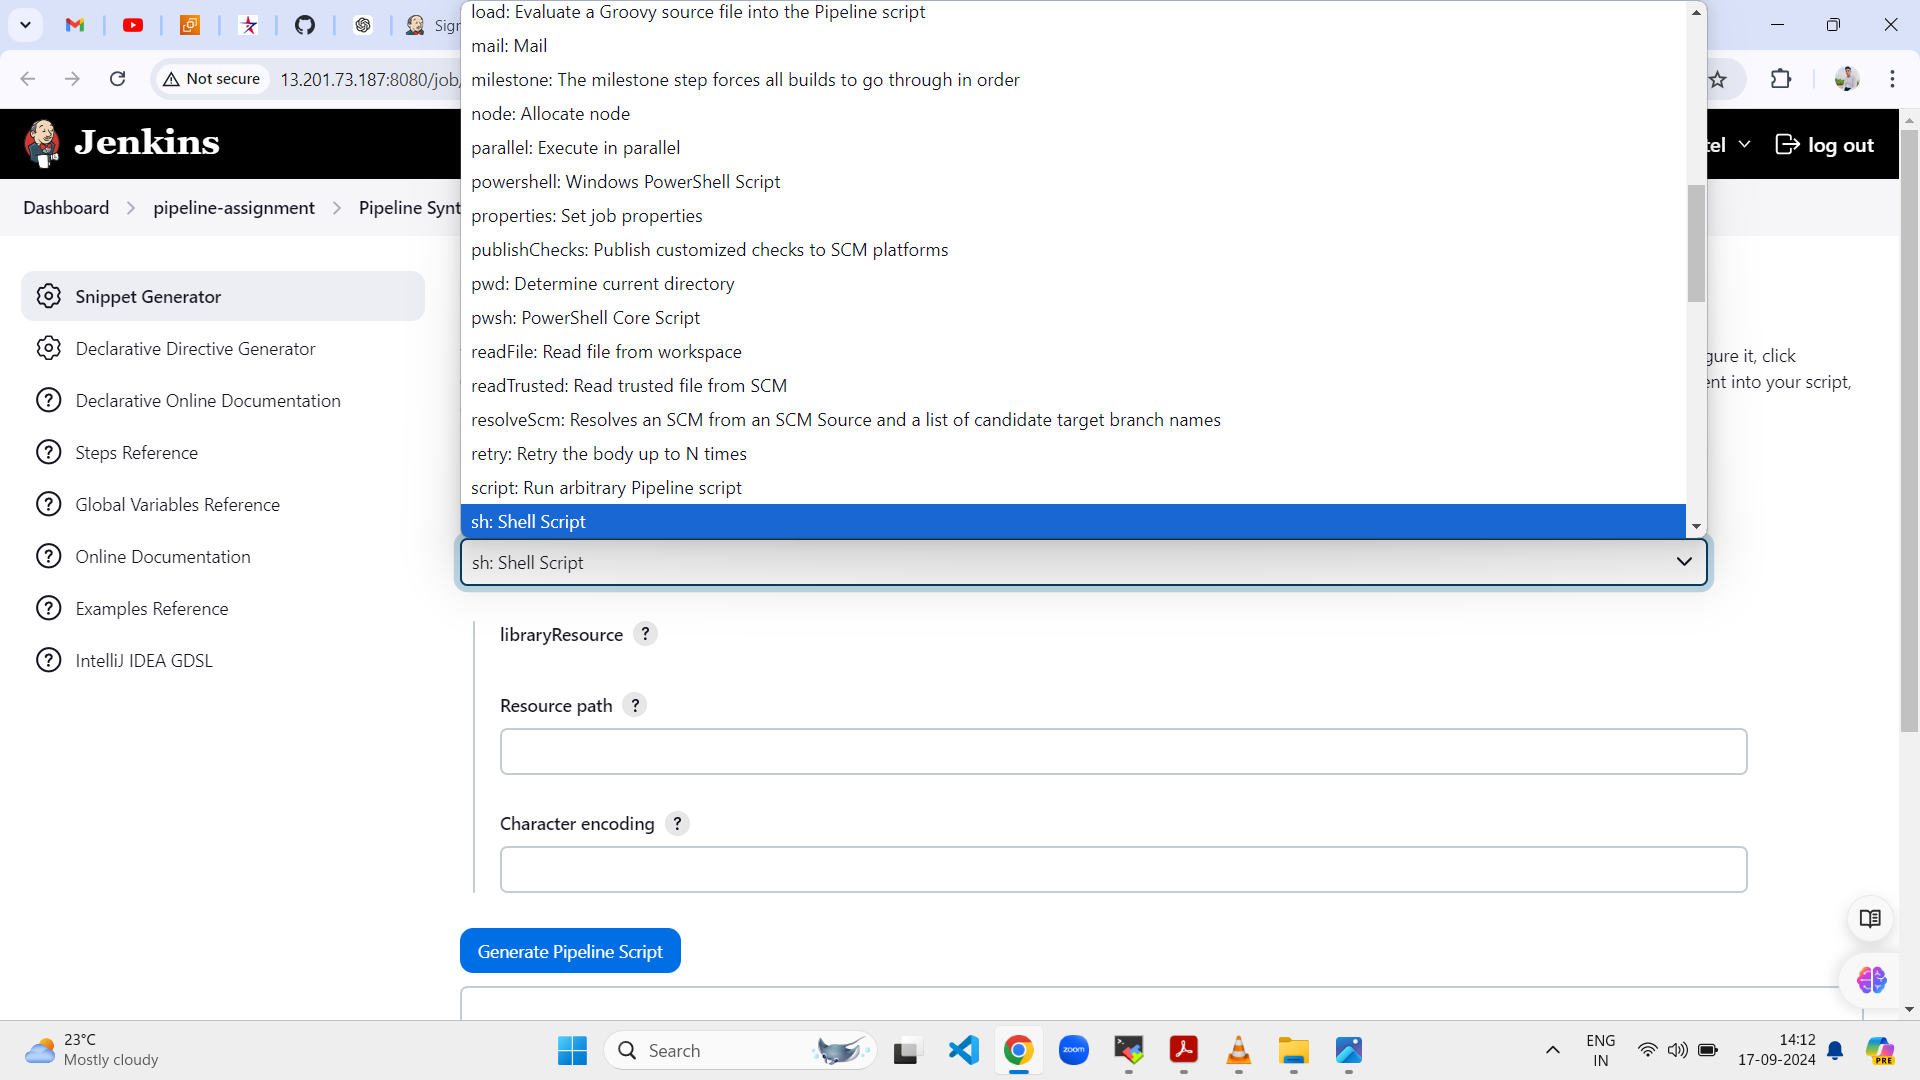 Sign
Not secure
13.201.73.187:8080/job/
Jenkins
tel
log out
Dashboard
pipeline-assignment
Pipeline Synt
Snippet Generator
Declarative Directive Generator
Declarative Online Documentation
Steps Reference
Global Variables Reference
Online Documentation
Examples Reference
IntelliJ IDEA GDSL
load: Evaluate a Groovy source file into the Pipeline script
mail: Mail
milestone: The milestone step forces all builds to go through in order
node: Allocate node
parallel: Execute in parallel
powershell: Windows PowerShell Script
properties: Set job properties
publishChecks: Publish customized checks to SCM platforms
pwd: Determine current directory
pwsh: PowerShell Core Script
readFile: Read file from workspace
readTrusted: Read trusted file from SCM
resolveScm: Resolves an SCM from an SCM Source and a list of candidate target branch names
retry: Retry the body up to N times
script: Run arbitrary Pipeline script
sh: Shell Script
gure it, click
ent into your script,
sh: Shell Script
libraryResource ?
Resource path ?
Character encoding ?
Generate Pipeline Script
23°C
Mostly cloudy
Search
zoom
ENG
IN
14:12
17-09-2024
PRE